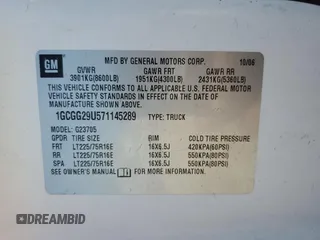 GM
MFD BY GENERAL MOTORS CORP. 10/06
GVWR GAWR FRT GAWR RR
3901KG(8600LB) 1951KG(4300LB) 2431KG(5360LB)
THIS VEHICLE CONFORMS TO ALL APPLICABLE U.S. FEDERAL MOTOR
VEHICLE SAFETY STANDARDS IN EFFECT ON THE DATE OF
MANUFACTURE SHOWN ABOVE.
1GCGG29U571145289 TYPE: TRUCK
MODEL: G23705
QPDR TIRE SIZE RIM COLD TIRE PRESSURE
FRT LT225/75R16E 16X6.5J 420KPA(60PSI)
RR LT225/75R16E 16X6.5J 550KPA(80PSI)
SPA LT225/75R16E 16X6.5J 550KPA(80PSI)
SEE OWNER'S MANUAL FOR MORE INFORMATION
AUTOBIDMASTER
DREAMBID